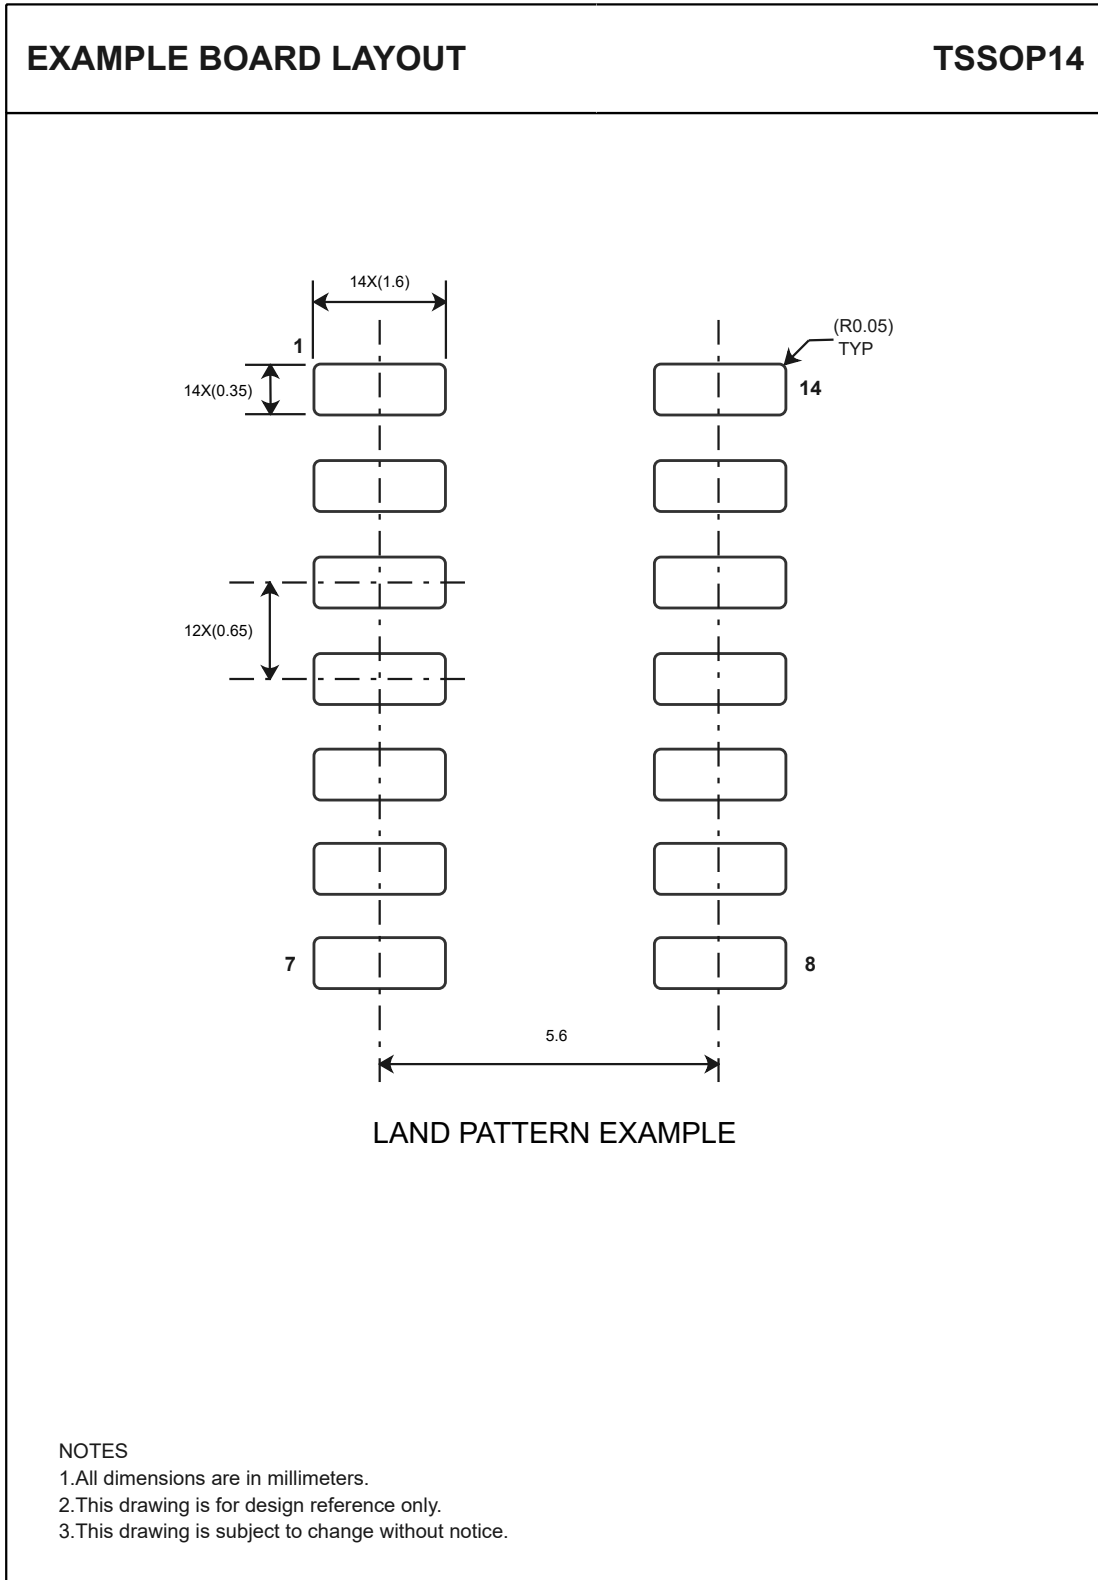 EXAMPLE BOARD LAYOUT
TSSOP14
14X(1.6)
(R0.05)
TYP
1
14X(0.35)
14
12X(0.65)
7
8
5.6
LAND PATTERN EXAMPLE
NOTES
1.All dimensions are in millimeters.
2.This drawing is for design reference only.
3.This drawing is subject to change without notice.